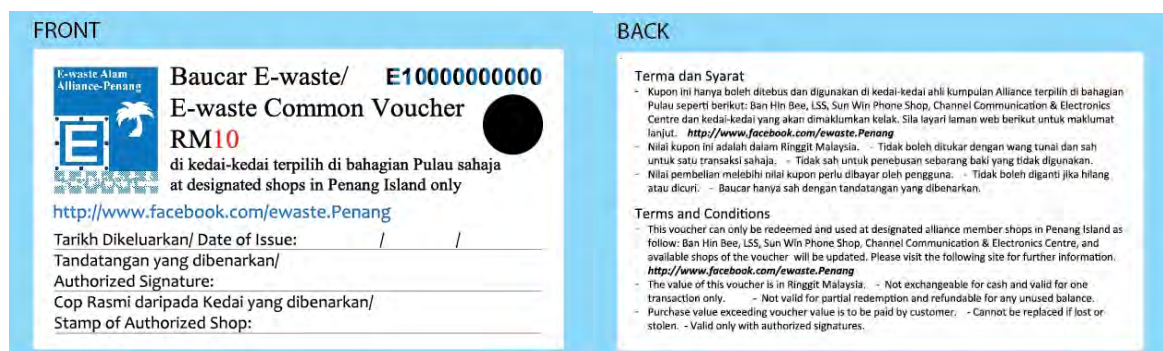 FRONT
E-waste Alam
Alliance-Penang
E
Baucar E-waste/
E10000000000
E-waste Common Voucher
RM10
di kedai-kedai terpilih di bahagian Pulau sahaja
at designated shops in Penang Island only
http://www.facebook.com/ewaste.Penang
Tarikh Dikeluarkan/ Date of Issue: / /
Tandatangan yang dibenarkan/
Authorized Signature:
Cop Rasmi daripada Kedai yang dibenarkan/
Stamp of Authorized Shop:
BACK
Terma dan Syarat
- Kupon ini hanya boleh ditebus dan digunakan di kedai-kedai ahli kumpulan Alliance terpilih di bahagian
Pulau seperti berikut: Ban Hin Bee, LSS, Sun Win Phone Shop, Channel Communication & Electronics
Centre dan kedai-kedai yang akan dimaklumkan kelak. Sila layari laman web berikut untuk maklumat
lanjut. http://www.facebook.com/ewaste.Penang
- Nilai kupon ini adalah dalam Ringgit Malaysia. - Tidak boleh ditukar dengan wang tunai dan sah
untuk satu transaksi sahaja. - Tidak sah untuk penebusan sebarang baki yang tidak digunakan.
- Nilai pembelian melebihi nilai kupon perlu dibayar oleh pengguna. - Tidak boleh diganti jika hilang
atau dicuri. - Baucar hanya sah dengan tandatangan yang dibenarkan.
Terms and Conditions
- This voucher can only be redeemed and used at designated alliance member shops in Penang Island as
follow: Ban Hin Bee, LSS, Sun Win Phone Shop, Channel Communication & Electronics Centre, and
available shops of the voucher will be updated. Please visit the following site for further information.
http://www.facebook.com/ewaste.Penang
- The value of this voucher is in Ringgit Malaysia. - Not exchangeable for cash and valid for one
transaction only. - Not valid for partial redemption and refundable for any unused balance.
- Purchase value exceeding voucher value is to be paid by customer. - Cannot be replaced if lost or
stolen. - Valid only with authorized signatures.